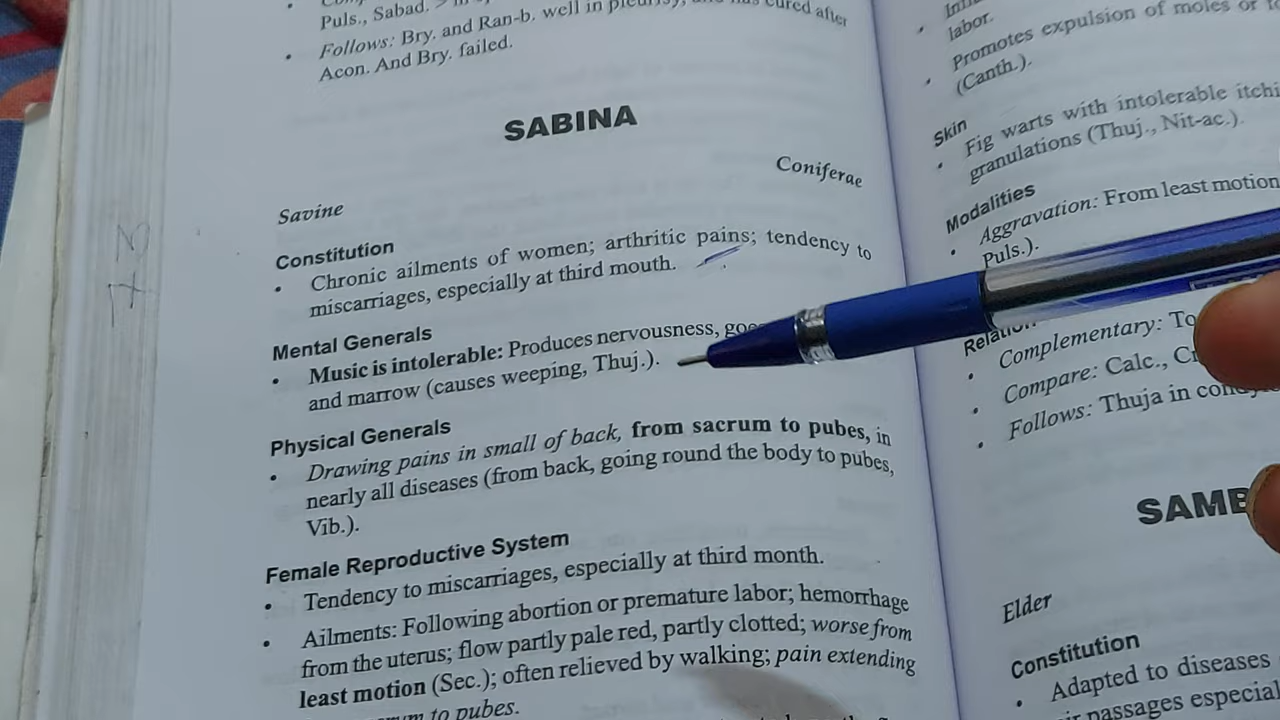 Puls., Sabad.
Follows: Bry. and Ran-b. well in pleurisy, and has cured after
Acon. And Bry. failed.
SABINA
Coniferae
Savine
Constitution
• Chronic ailments of women; arthritic pains; tendency to
miscarriages, especially at third mouth.
Mental Generals
• Music is intolerable: Produces nervousness,
and marrow (causes weeping, Thuj.).
Physical Generals
• Drawing pains in small of back, from sacrum to pubes, in
nearly all diseases (from back, going round the body to pubes,
Vib.).
Female Reproductive System
• Tendency to miscarriages, especially at third month.
• Ailments: Following abortion or premature labor; hemorrhage
from the uterus; flow partly pale red, partly clotted; worse from
least motion (Sec.); often relieved by walking; pain extending
to pubes.
73
labor.
• Promotes expulsion of moles or
(Canth.).
Skin
• Fig warts with intolerable
granulations (Thuj., Nit-ac.).
Modalities
• Aggravation: From least motion
Puls.).
• Complementary:
• Compare: Calc.,
• Follows: Thuja in
Elder
Constitution
• Adapted to diseases
passages